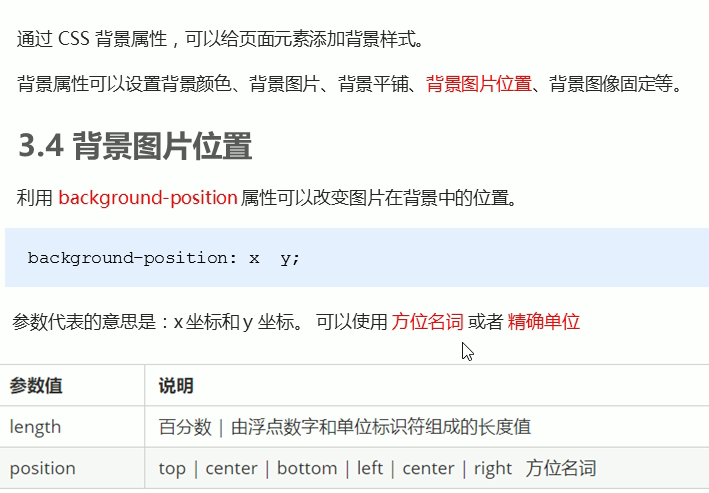 通过 CSS 背景属性，可以给页面元素添加背景样式。
背景属性可以设置背景颜色、背景图片、背景平铺、背景图片位置、背景图像固定等。
3.4 背景图片位置
利用 background-position 属性可以改变图片在背景中的位置。
background-position: x  y;
参数代表的意思是：x 坐标和 y 坐标。 可以使用 方位名词 或者 精确单位
参数值 说明
length 百分数 | 由浮点数字和单位标识符组成的长度值
position top | center | bottom | left | center | right 方位名词